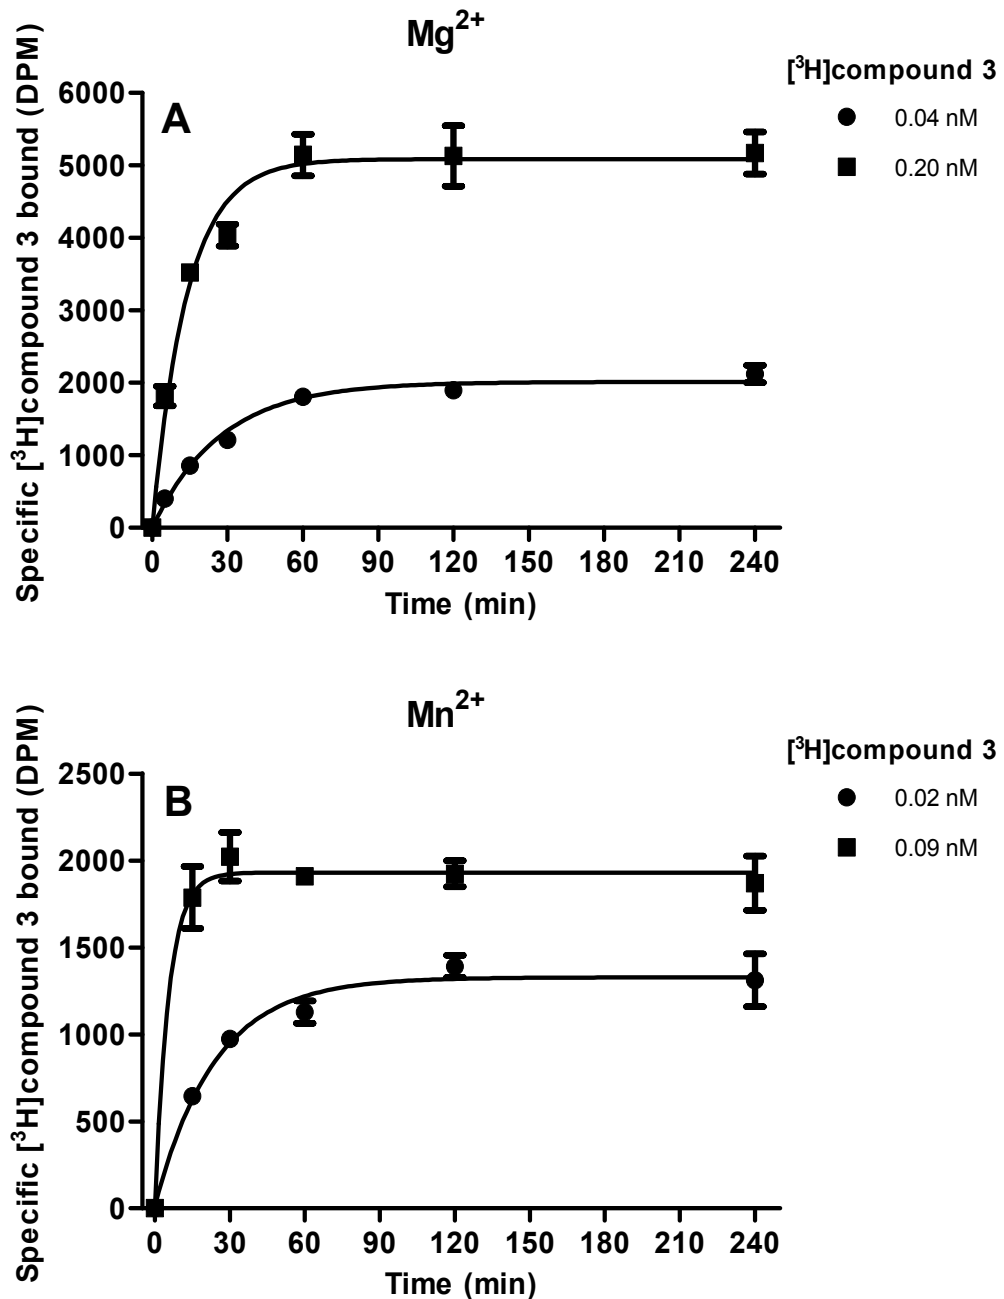 Mg²⁺
[³H]compound 3
0.04 nM
0.20 nM
A
Specific [³H]compound 3 bound (DPM)
6000
5000
4000
3000
2000
1000
0
0 30 60 90 120 150 180 210 240
Time (min)
Mn²⁺
[³H]compound 3
0.02 nM
0.09 nM
B
Specific [³H]compound 3 bound (DPM)
2500
2000
1500
1000
500
0
0 30 60 90 120 150 180 210 240
Time (min)